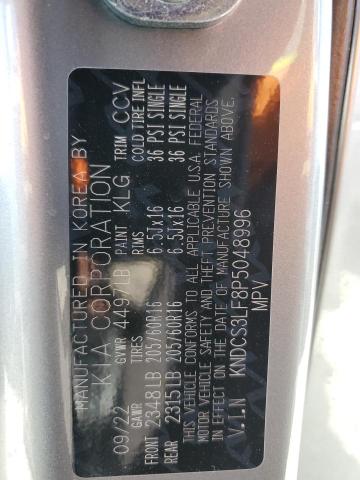 MANUFACTURED IN KOREA BY
KIA CORPORATION
09/22 GVWR 4497LB PAINT KLG TRIM CCV
GAWR TIRES RIMS COLD TIRE INFL
FRONT 2348LB 205/60R16 6.5Jx16 36 PSI SINGLE
REAR 2315LB 205/60R16 6.5Jx16 36 PSI SINGLE
THIS VEHICLE CONFORMS TO ALL APPLICABLE U.S.A. FEDERAL
MOTOR VEHICLE SAFETY AND THEFT PREVENTION STANDARDS
IN EFFECT ON THE DATE OF MANUFACTURE SHOWN ABOVE.
V.I.N KNDCS3LF8P5048996
MPV